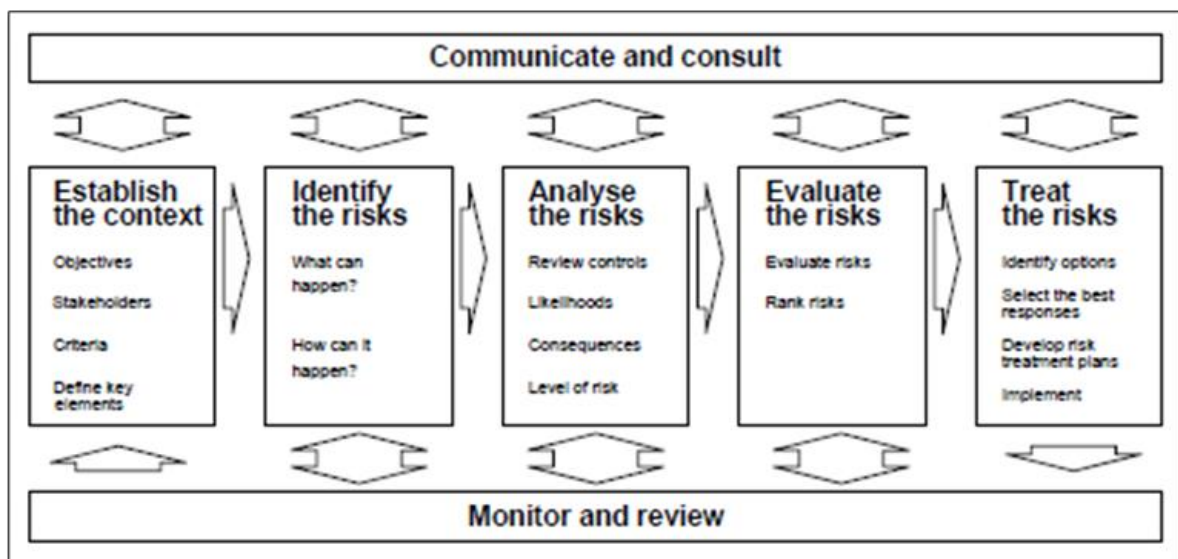 Communicate and consult
Establish
the context
Objectives
Stakeholders
Criteria
Define key
elements
Identify
the risks
What can
happen?
How can it
happen?
Analyse
the risks
Review controls
Likelihoods
Consequences
Level of risk
Evaluate
the risks
Evaluate risks
Rank risks
Treat
the risks
Identify options
Select the best
responses
Develop risk
treatment plans
Implement
Monitor and review